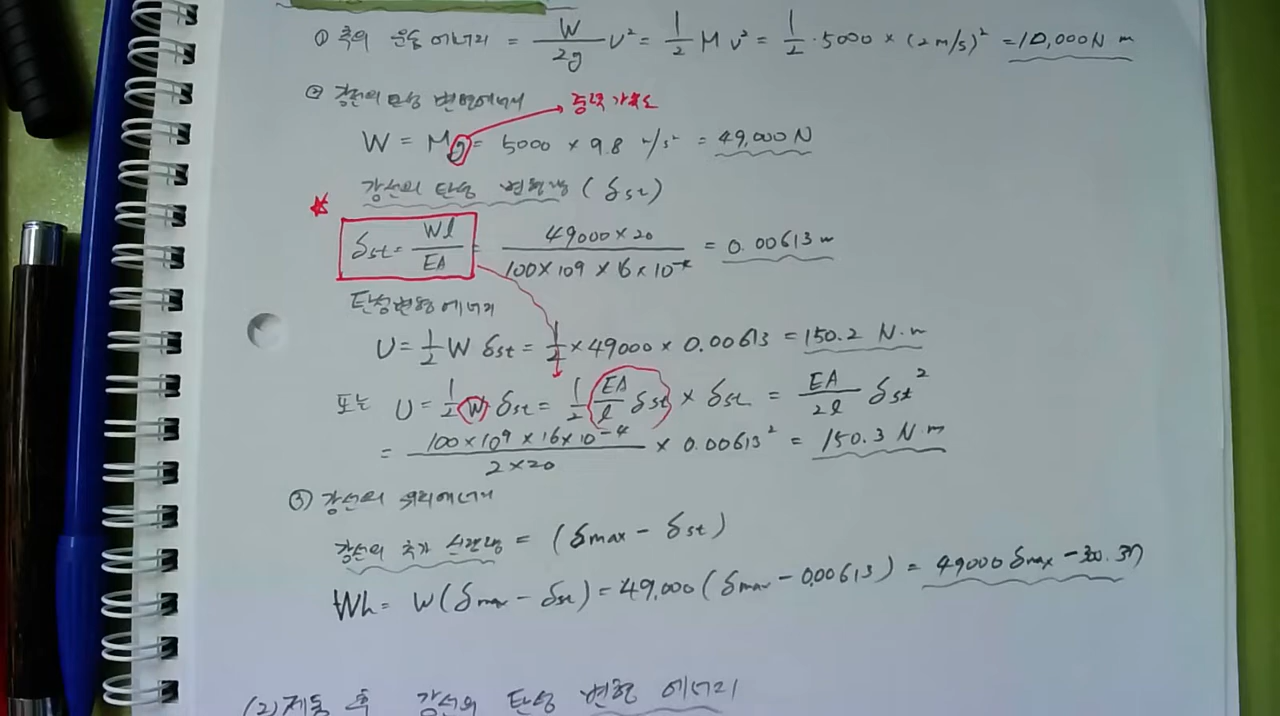 ① 추의 운동에너지 = W/2g v² = 1/2 M v² = 1/2 · 5000 × (2 m/s)² = 10,000 N m
② 강선의 탄성 변형에너지
중력가속도
W = Mg = 5000 × 9.8 m/s² = 49,000 N
강선의 탄성 변형량 (δst)
δst = Wl/EA = 49000×20 / 100×109×16×10⁻⁴ = 0.00613 m
탄성변형에너지
U = 1/2 W δst = 1/2 × 49000 × 0.00613 = 150.2 N·m
또는 U = 1/2 W δst = 1/2 EA/l δst × δst = EA/2l δst²
= 100×10⁹×16×10⁻⁴ / 2×20 × 0.00613² = 150.3 N m
③ 강선의 위치에너지
강선의 추가 신장량 = (δmax - δst)
Wh = W(δmax - δst) = 49,000 (δmax - 0.00613) = 49000 δmax - 300.37
(2) 제동 후 강선의 탄성 변형 에너지